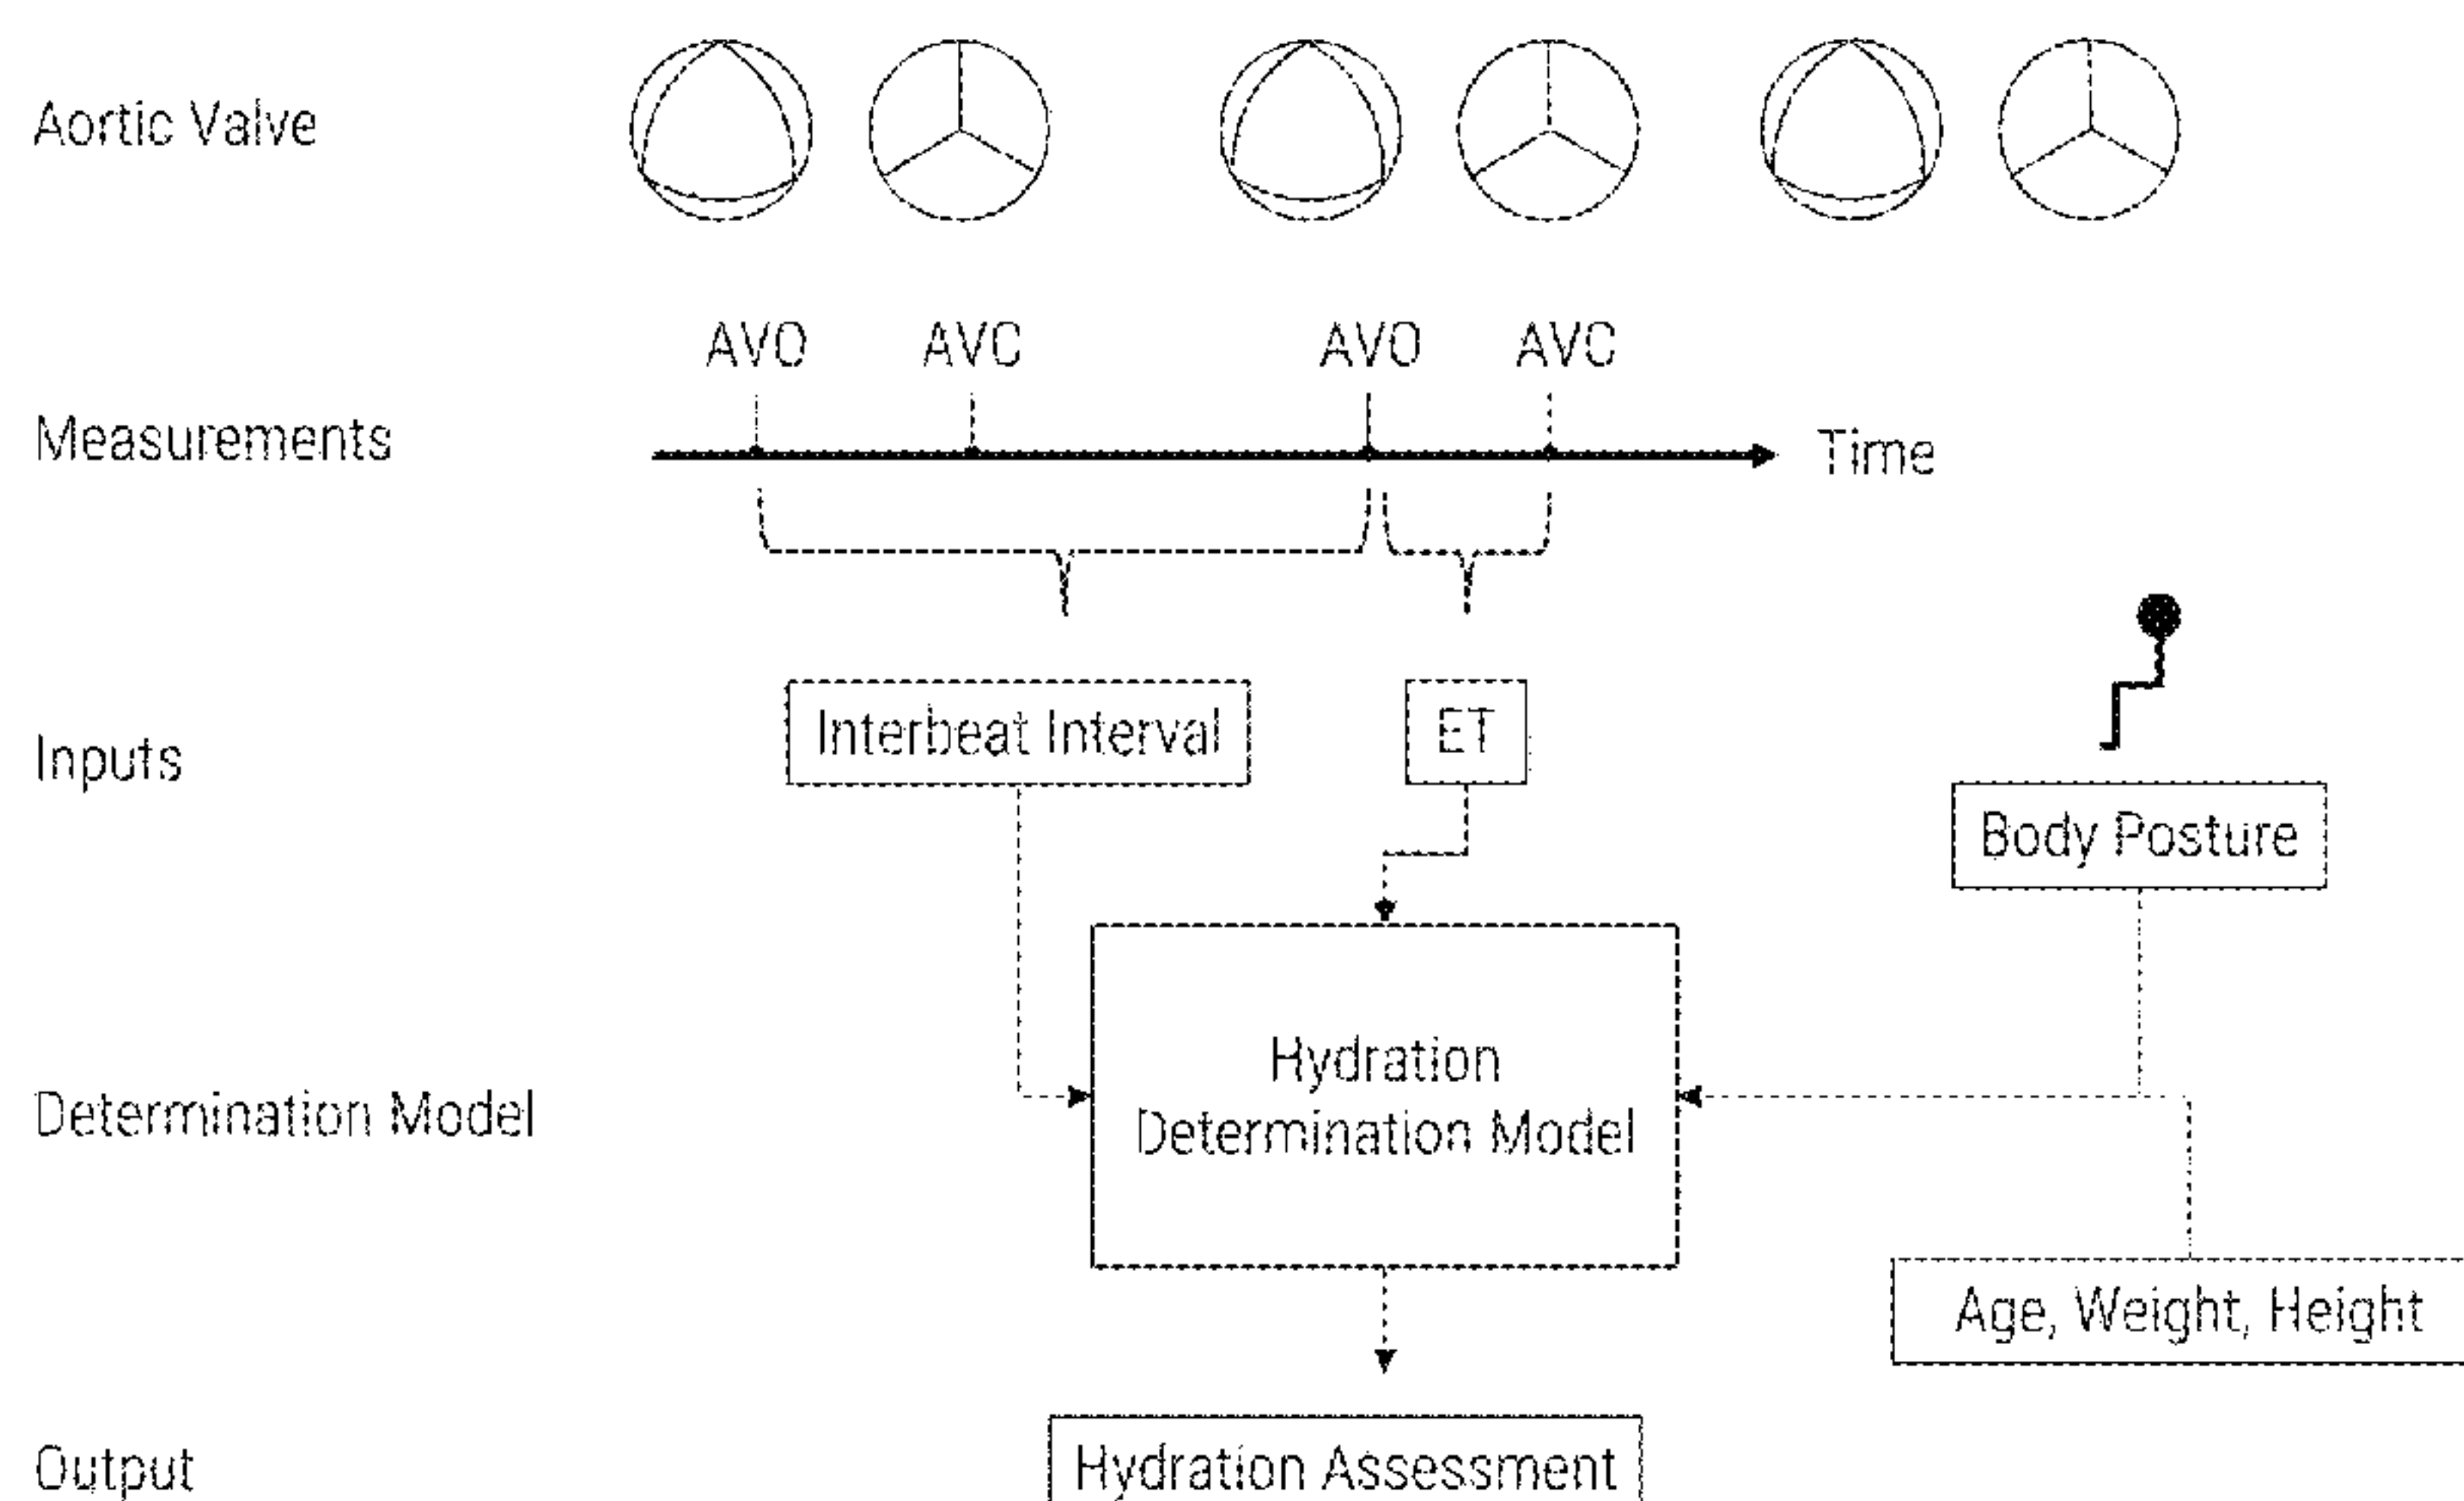 Aortic Valve
AVO AVC AVO AVC
Measurements
Time
Interbeat Interval
ET
Inputs
Body Posture
Hydration
Determination Model
Determination Model
Age, Weight, Height
Output
Hydration Assessment